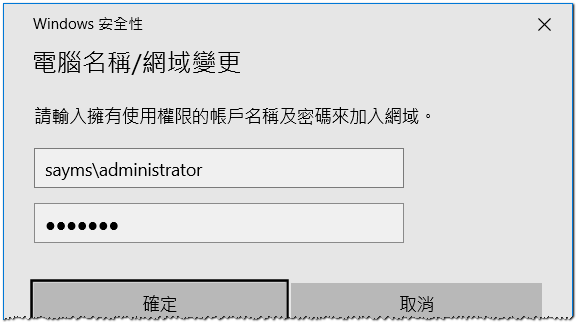 Windows 安全性
電腦名稱/網域變更
請輸入擁有使用權限的帳戶名稱及密碼來加入網域。
sayms\administrator
●●●●●●●
確定
取消